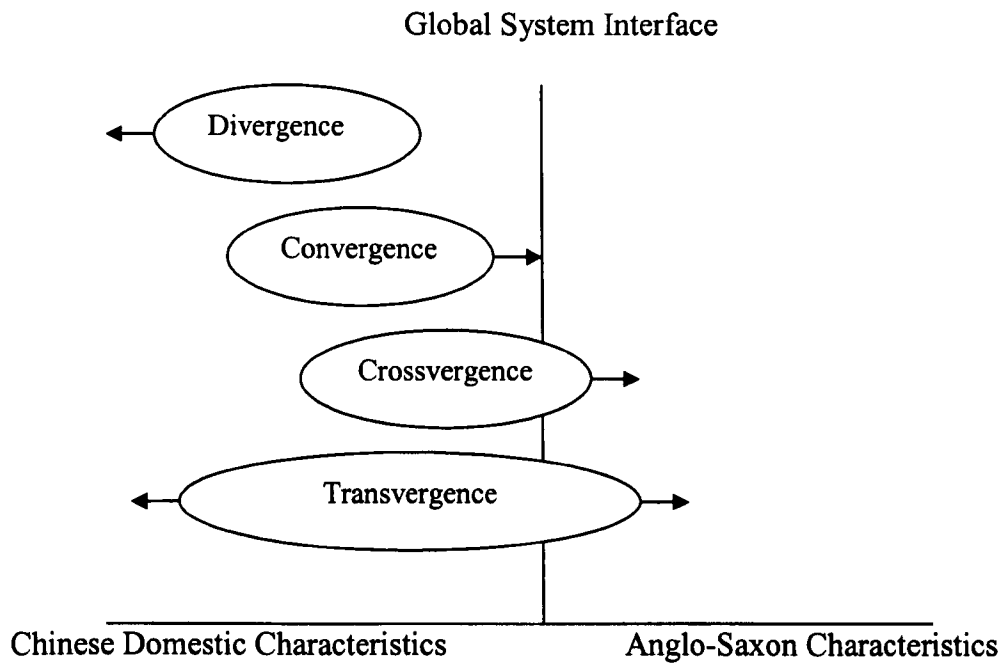 Global System Interface
Divergence
Convergence
Crossvergence
Transvergence
Chinese Domestic Characteristics
Anglo-Saxon Characteristics